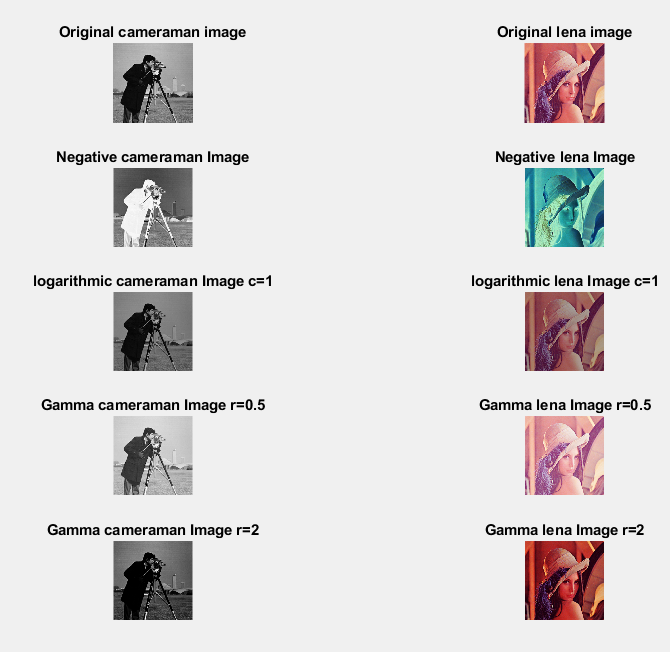 Original cameraman image
Original lena image
Negative cameraman Image
Negative lena Image
logarithmic cameraman Image c=1
logarithmic lena Image c=1
Gamma cameraman Image r=0.5
Gamma lena Image r=0.5
Gamma cameraman Image r=2
Gamma lena Image r=2